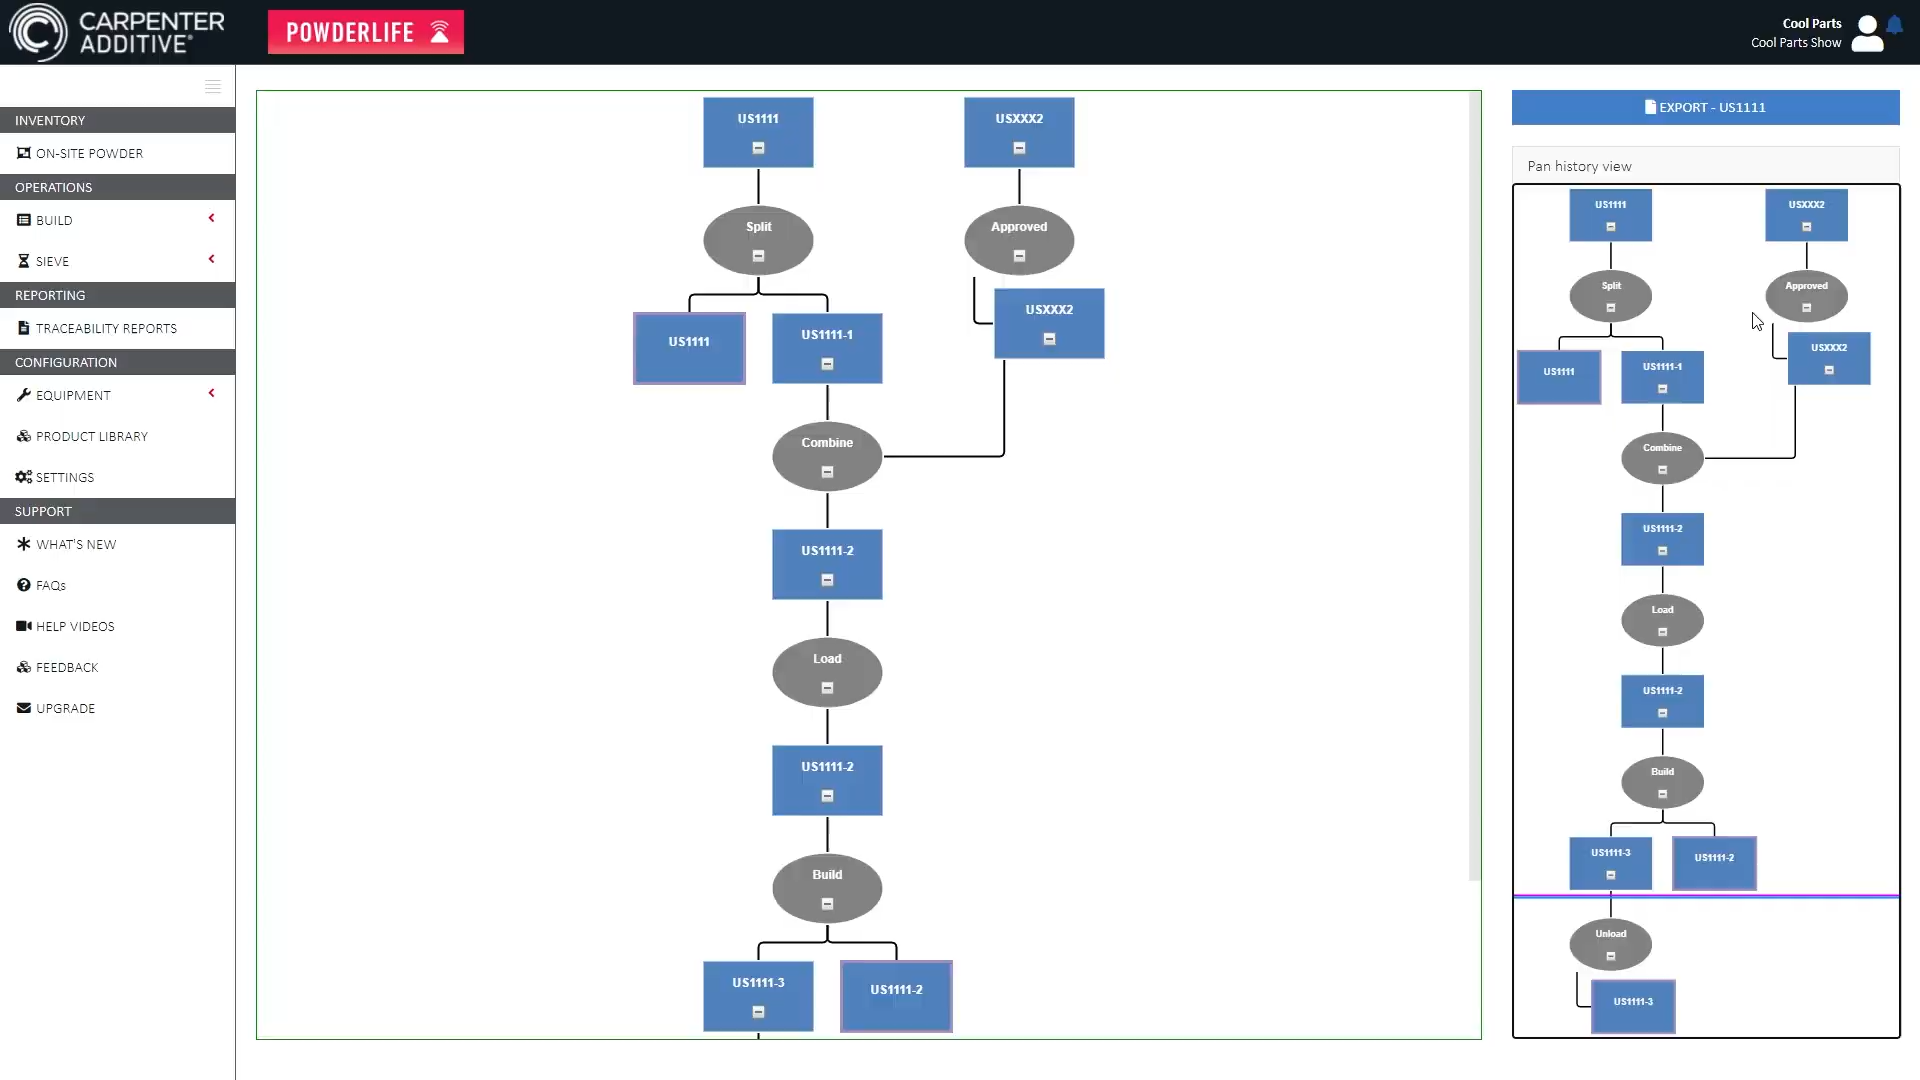 CARPENTER
ADDITIVE®
POWDERLIFE
Cool Parts
Cool Parts Show
INVENTORY
ON-SITE POWDER
OPERATIONS
BUILD
SIEVE
REPORTING
TRACEABILITY REPORTS
CONFIGURATION
EQUIPMENT
PRODUCT LIBRARY
SETTINGS
SUPPORT
WHAT'S NEW
FAQs
HELP VIDEOS
FEEDBACK
UPGRADE
US1111
USXXX2
Split
Approved
US1111
US1111-1
USXXX2
Combine
US1111-2
Load
US1111-2
Build
US1111-3
US1111-2
EXPORT - US1111
Pan history view
US1111
USXXX2
Split
Approved
US1111
US1111-1
USXXX2
Combine
US1111-2
Load
US1111-2
Build
US1111-3
US1111-2
Unload
US1111-3